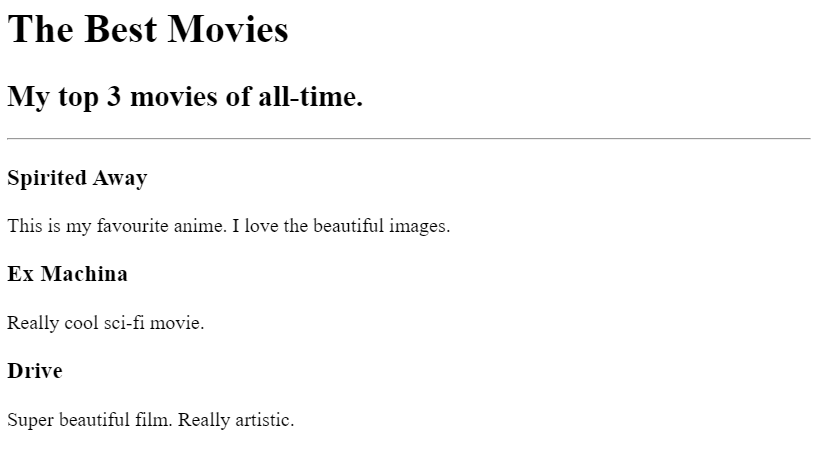 The Best Movies
My top 3 movies of all-time.
Spirited Away
This is my favourite anime. I love the beautiful images.
Ex Machina
Really cool sci-fi movie.
Drive
Super beautiful film. Really artistic.